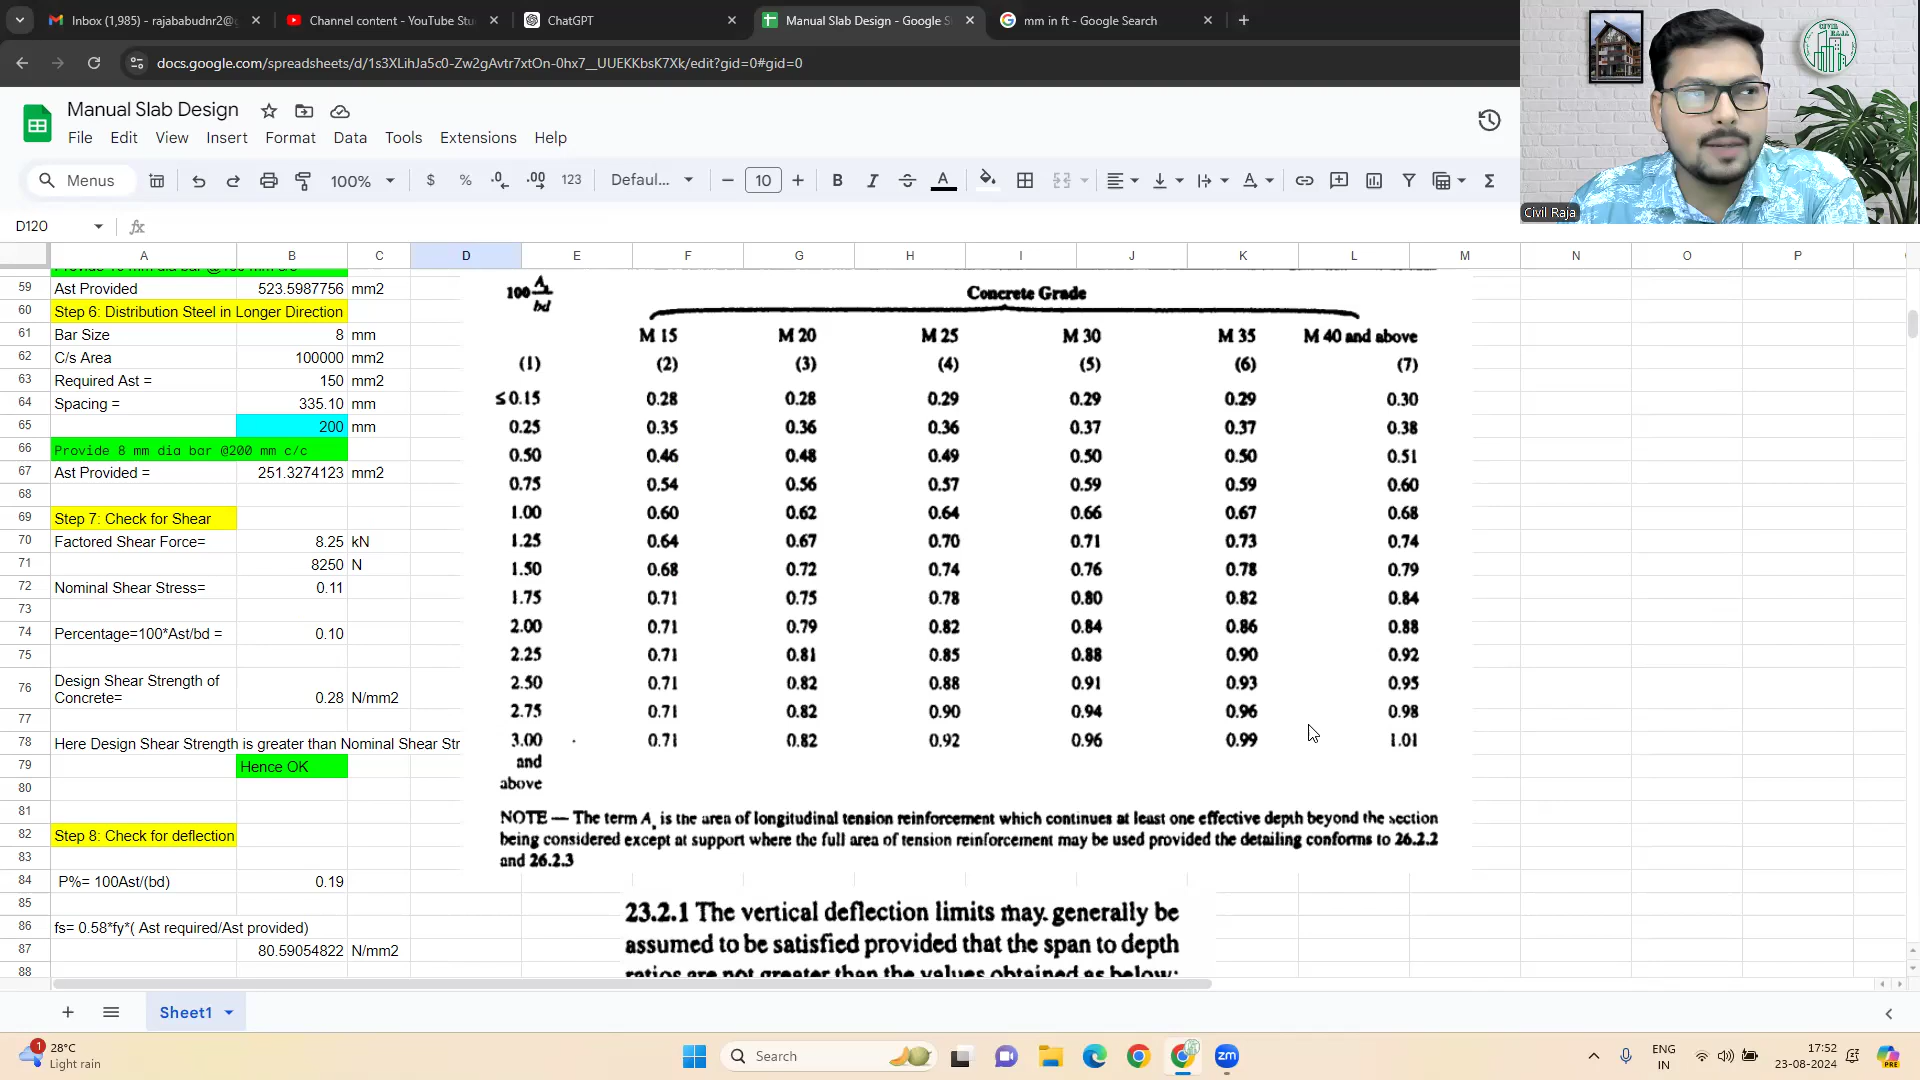 Inbox (1,985) - rajababudnr2@
Channel content - YouTube Stu
ChatGPT
Manual Slab Design - Google S
mm in ft - Google Search
docs.google.com/spreadsheets/d/1s3XLihJa5c0-Zw2gAvtr7xtOn-0hx7__UUEKKbsK7Xk/edit?gid=0#gid=0
Manual Slab Design
File Edit View Insert Format Data Tools Extensions Help
Menus 100% $ % .0 .00 123 Defaul... 10 B I A
CIVIL RAJA
Civil Raja
D120 fx
A B C D E F G H I J K L M N O P
59 Ast Provided 523.5987756 mm2
60 Step 6: Distribution Steel in Longer Direction
61 Bar Size 8 mm
62 C/s Area 100000 mm2
63 Required Ast = 150 mm2
64 Spacing = 335.10 mm
65 200 mm
66 Provide 8 mm dia bar @200 mm c/c
67 Ast Provided = 251.3274123 mm2
68
69 Step 7: Check for Shear
70 Factored Shear Force= 8.25 kN
71 8250 N
72 Nominal Shear Stress= 0.11
73
74 Percentage=100*Ast/bd = 0.10
75
76 Design Shear Strength of
Concrete= 0.28 N/mm2
77
78 Here Design Shear Strength is greater than Nominal Shear Str
79 Hence OK
80
81
82 Step 8: Check for deflection
83
84 P%= 100Ast/(bd) 0.19
85
86 fs= 0.58*fy*( Ast required/Ast provided)
87 80.59054822 N/mm2
88
100 As/bd Concrete Grade
M 15 M 20 M 25 M 30 M 35 M 40 and above
(1) (2) (3) (4) (5) (6) (7)
≤ 0.15 0.28 0.28 0.29 0.29 0.29 0.30
0.25 0.35 0.36 0.36 0.37 0.37 0.38
0.50 0.46 0.48 0.49 0.50 0.50 0.51
0.75 0.54 0.56 0.57 0.59 0.59 0.60
1.00 0.60 0.62 0.64 0.66 0.67 0.68
1.25 0.64 0.67 0.70 0.71 0.73 0.74
1.50 0.68 0.72 0.74 0.76 0.78 0.79
1.75 0.71 0.75 0.78 0.80 0.82 0.84
2.00 0.71 0.79 0.82 0.84 0.86 0.88
2.25 0.71 0.81 0.85 0.88 0.90 0.92
2.50 0.71 0.82 0.88 0.91 0.93 0.95
2.75 0.71 0.82 0.90 0.94 0.96 0.98
3.00 0.71 0.82 0.92 0.96 0.99 1.01
and
above
NOTE — The term As is the area of longitudinal tension reinforcement which continues at least one effective depth beyond the section
being considered except at support where the full area of tension reinforcement may be used provided the detailing conforms to 26.2.2
and 26.2.3
23.2.1 The vertical deflection limits may generally be
assumed to be satisfied provided that the span to depth
ratios are not greater than the values obtained as below:
Sheet1
1 28°C
Light rain
Search
zm
ENG
IN
17:52
23-08-2024
PRE